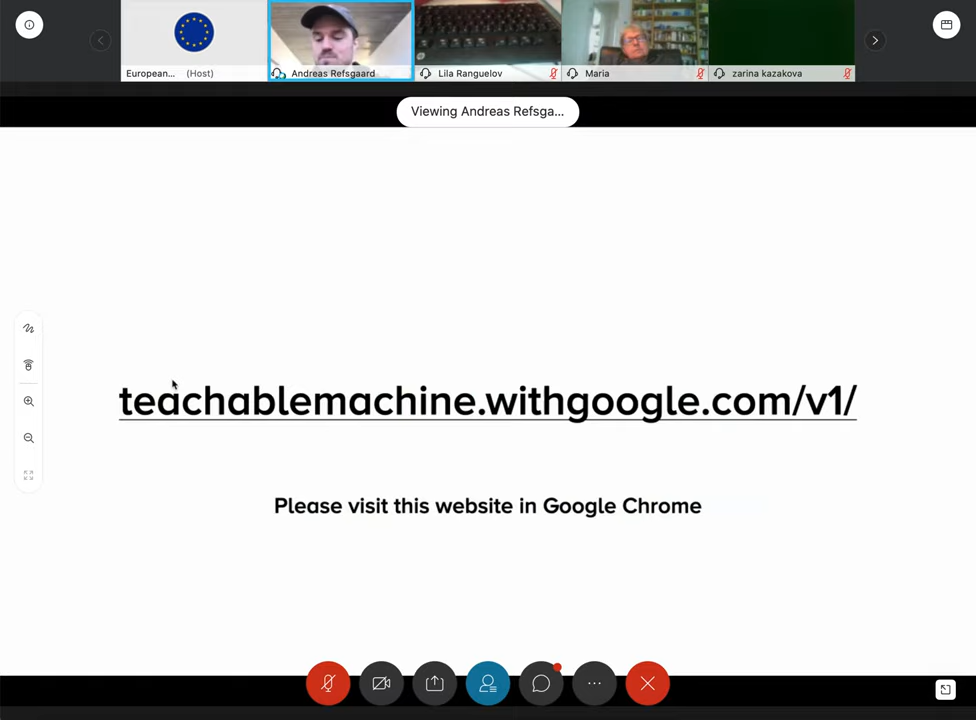 European... (Host)
Andreas Refsgaard
Lila Ranguelov
Maria
zarina kazakova
Viewing Andreas Refsga...
teachablemachine.withgoogle.com/v1/
Please visit this website in Google Chrome